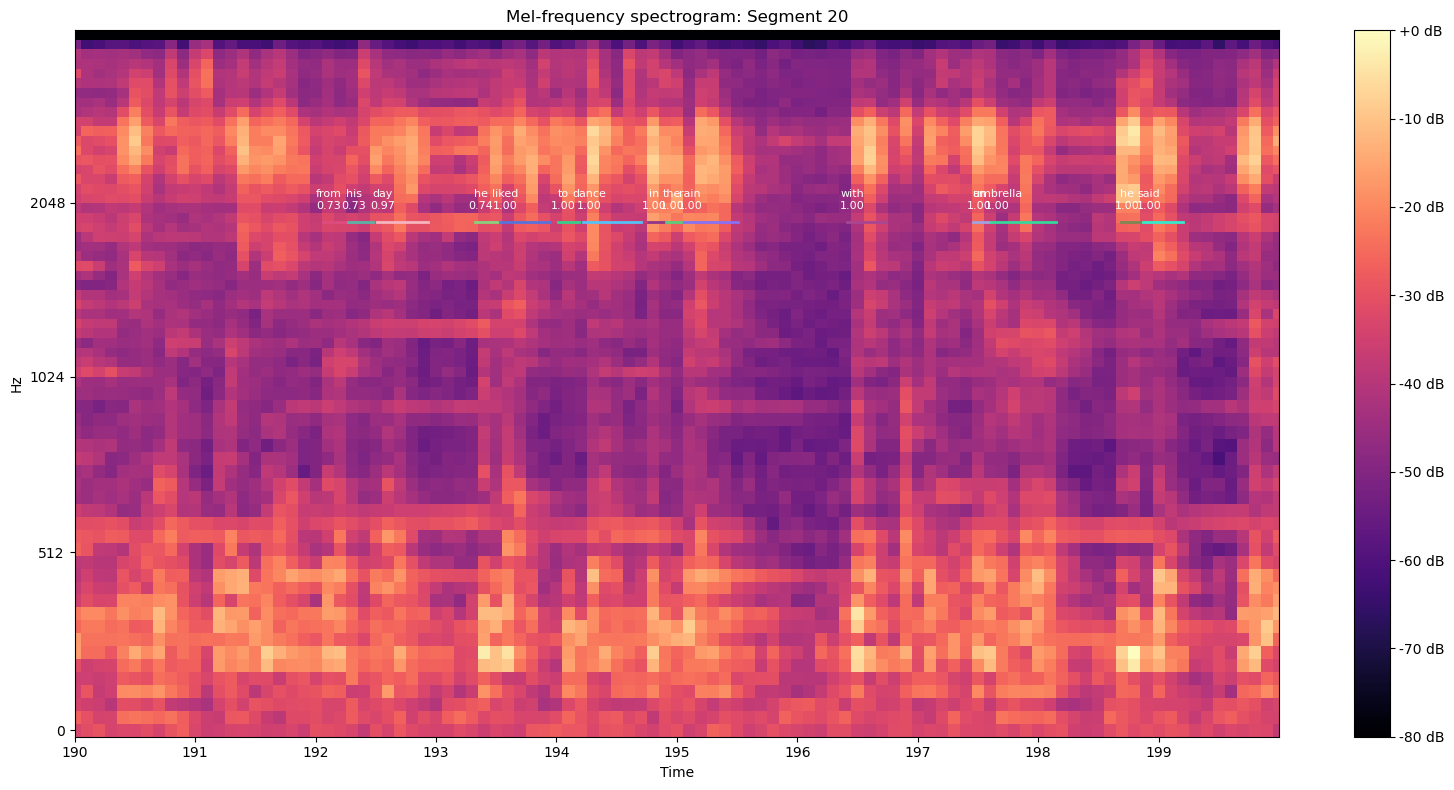 Mel-frequency spectrogram: Segment 20
+0 dB
-10 dB
-20 dB
-30 dB
-40 dB
-50 dB
-60 dB
-70 dB
-80 dB
Hz
2048
1024
512
0
from his day he liked to dance in the rain with an umbrella he said
0.73 0.73 0.97 0.74 1.00 1.00 1.00 1.00 1.00 1.00 1.00 1.00 1.00 1.00 1.00
190 191 192 193 194 195 196 197 198 199
Time